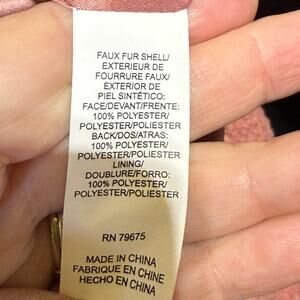 FAUX FUR SHELL/
EXTERIEUR DE
FOURRURE FAUX/
EXTERIOR DE
PIEL SINTÉTICO:
FACE/DEVANT/FRENTE:
100% POLYESTER/
POLYESTER/POLIESTER
BACK/DOS/ATRAS:
100% POLYESTER/
POLYESTER/POLIESTER
LINING/
DOUBLURE/FORRO:
100% POLYESTER/
POLYESTER/POLIESTER
RN 79675
MADE IN CHINA
FABRIQUE EN CHINE
HECHO EN CHINA